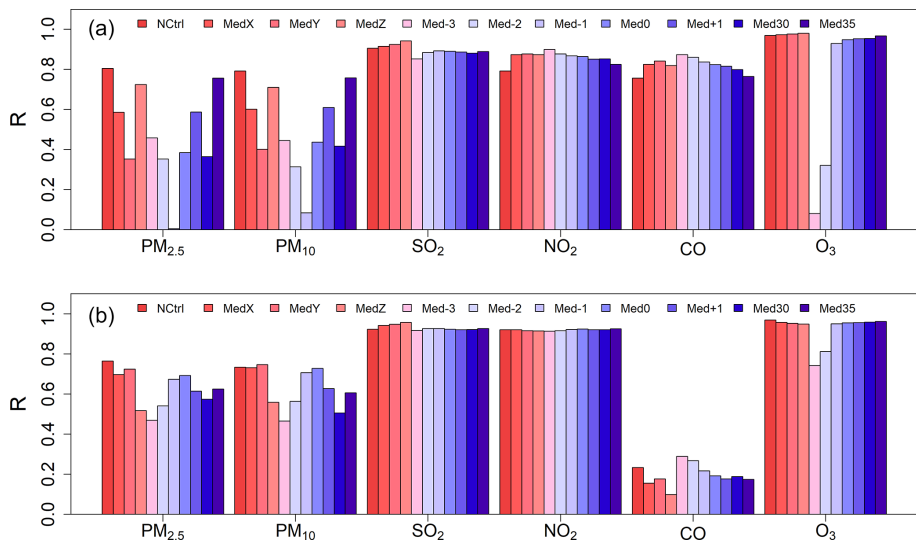 (a)
NCtrl MedX MedY MedZ Med-3 Med-2 Med-1 Med0 Med+1 Med30 Med35
R
1.0
0.8
0.6
0.4
0.2
0.0
PM2.5 PM10 SO2 NO2 CO O3
(b)
NCtrl MedX MedY MedZ Med-3 Med-2 Med-1 Med0 Med+1 Med30 Med35
R
1.0
0.8
0.6
0.4
0.2
0.0
PM2.5 PM10 SO2 NO2 CO O3